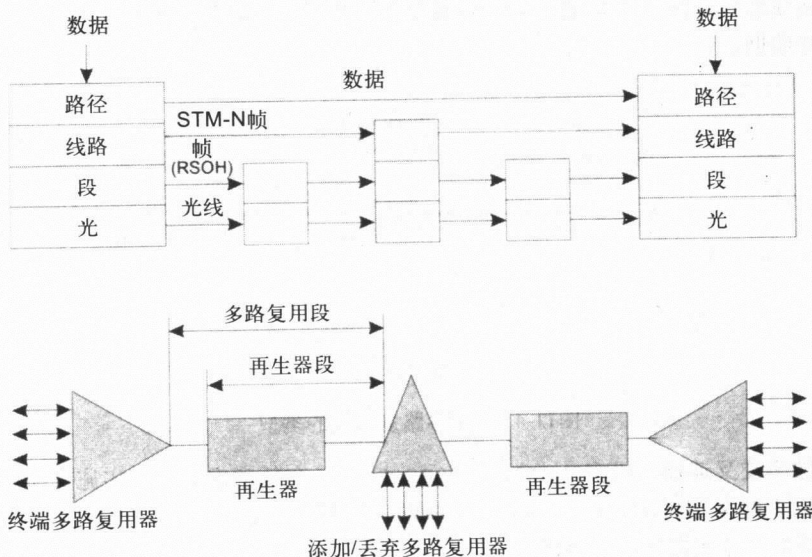 数据
数据
数据
路径
路径
STM-N帧
线路
线路
帧
(RSOH)
段
段
光线
光
光
多路复用段
再生器段
再生器
再生器段
终端多路复用器
终端多路复用器
添加/丢弃多路复用器